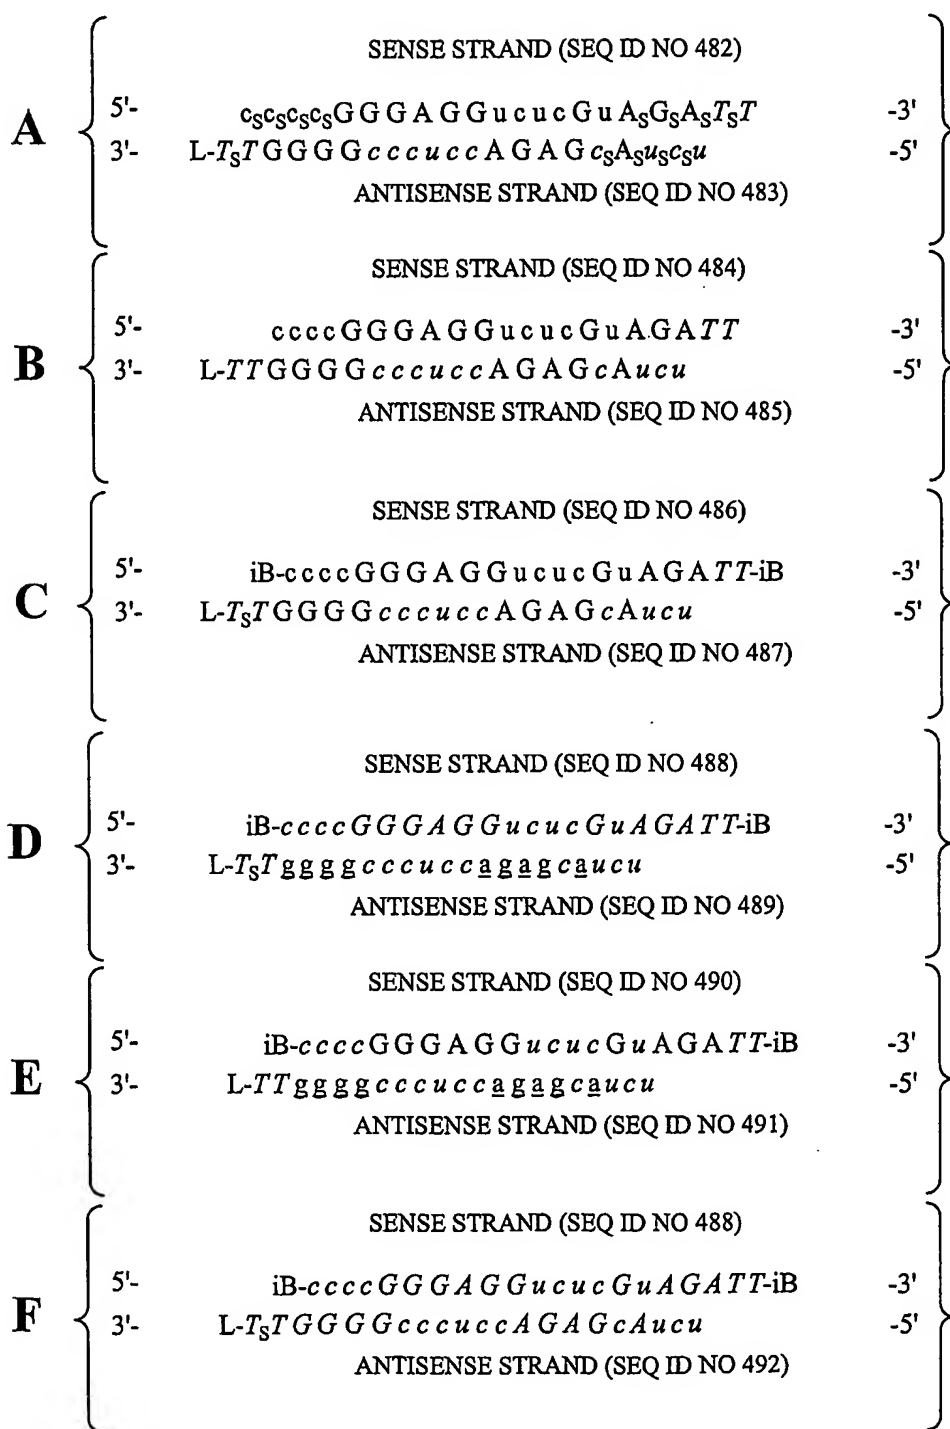 SENSE STRAND (SEQ ID NO 482)
A
5'- cₛcₛcₛcₛGGGAGGucucGuAₛGₛAₛTₛT -3'
3'- L-TₛTGGGGcccuccAGAGcₛAₛuₛcₛu -5'
ANTISENSE STRAND (SEQ ID NO 483)
SENSE STRAND (SEQ ID NO 484)
B
5'- ccccGGGAGGucucGuAGATT -3'
3'- L-TTGGGGcccuccAGAGcAucu -5'
ANTISENSE STRAND (SEQ ID NO 485)
SENSE STRAND (SEQ ID NO 486)
C
5'- iB-ccccGGGAGGucucGuAGATT-iB -3'
3'- L-TₛTGGGGcccuccAGAGcAucu -5'
ANTISENSE STRAND (SEQ ID NO 487)
SENSE STRAND (SEQ ID NO 488)
D
5'- iB-ccccGGGAGGucucGuAGATT-iB -3'
3'- L-TₛTggggcccuccagagcaucu -5'
ANTISENSE STRAND (SEQ ID NO 489)
SENSE STRAND (SEQ ID NO 490)
E
5'- iB-ccccGGGAGGucucGuAGATT-iB -3'
3'- L-TTggggcccuccagagcaucu -5'
ANTISENSE STRAND (SEQ ID NO 491)
SENSE STRAND (SEQ ID NO 488)
F
5'- iB-ccccGGGAGGucucGuAGATT-iB -3'
3'- L-TₛTGGGGcccuccAGAGcAucu -5'
ANTISENSE STRAND (SEQ ID NO 492)